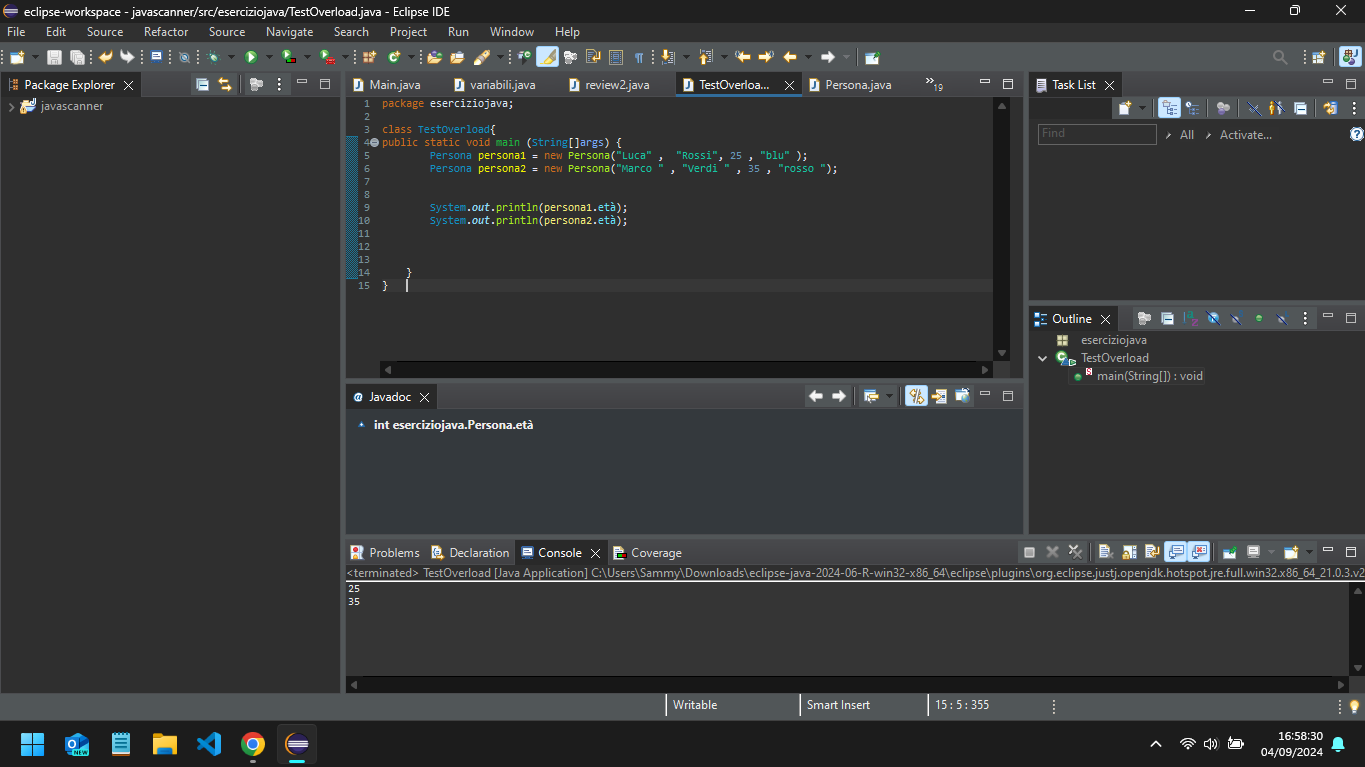 eclipse-workspace - javascanner/src/eserciziojava/TestOverload.java - Eclipse IDE
File Edit Source Refactor Source Navigate Search Project Run Window Help
Package Explorer
javascanner
Main.java variabili.java review2.java TestOverloa... Persona.java »19
1 package eserciziojava;
2
3 class TestOverload{
4 public static void main (String[]args) {
5 Persona persona1 = new Persona("Luca" , "Rossi", 25 , "blu" );
6 Persona persona2 = new Persona("Marco " , "Verdi " , 35 , "rosso ");
7
8
9 System.out.println(persona1.età);
10 System.out.println(persona2.età);
11
12
13
14 }
15 }
Task List
Find All Activate...
Outline
eserciziojava
TestOverload
main(String[]) : void
@ Javadoc
int eserciziojava.Persona.età
Problems Declaration Console Coverage
<terminated> TestOverload [Java Application] C:\Users\Sammy\Downloads\eclipse-java-2024-06-R-win32-x86_64\eclipse\plugins\org.eclipse.justj.openjdk.hotspot.jre.full.win32.x86_64_21.0.3.v2
25
35
Writable Smart Insert 15 : 5 : 355
NEW
16:58:30
04/09/2024